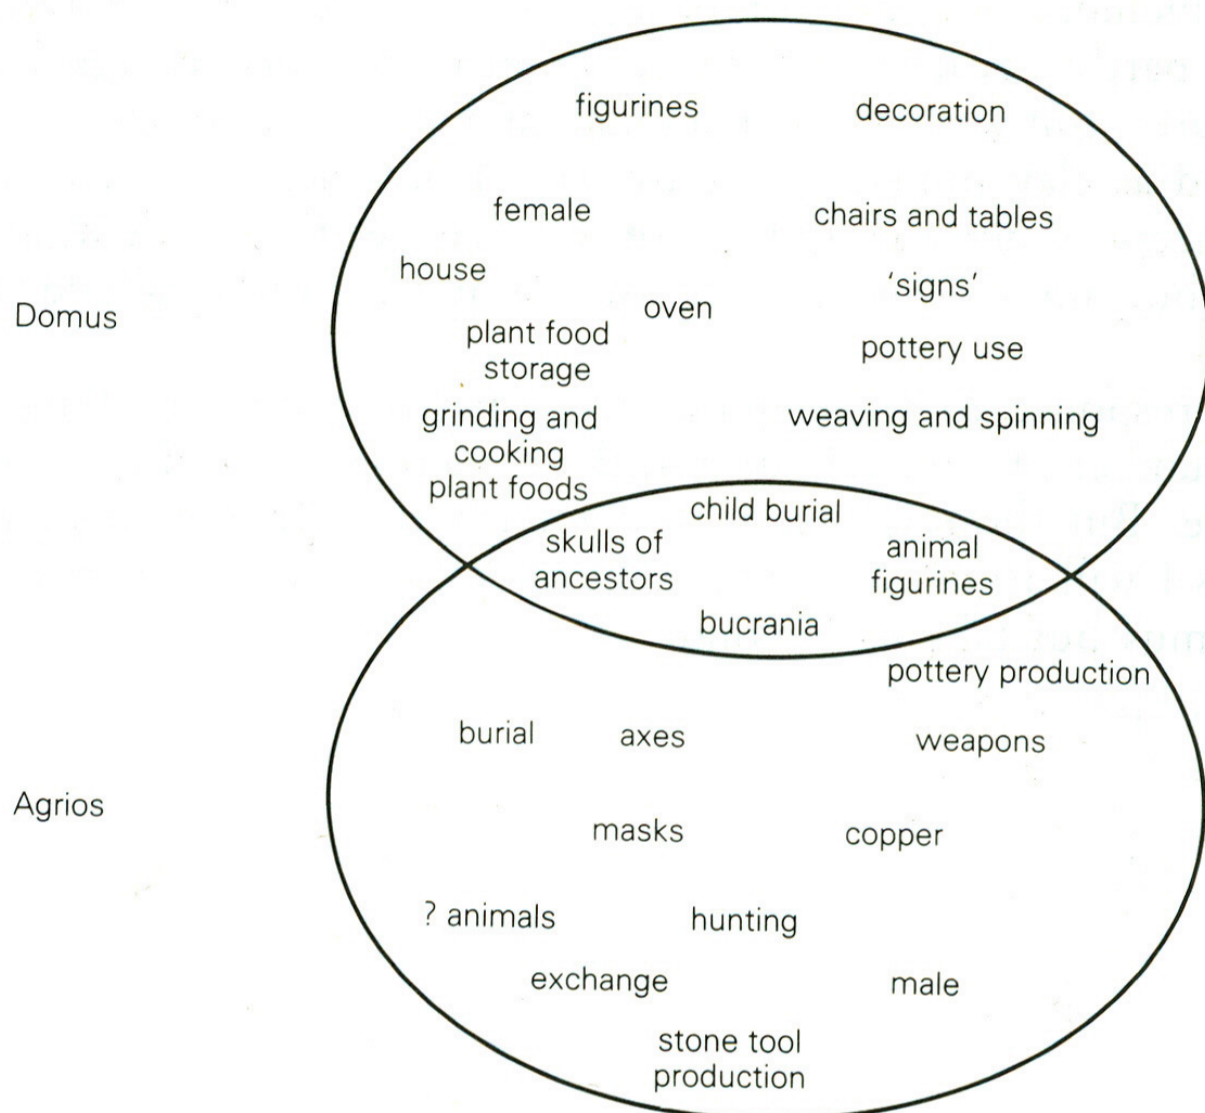 figurines
decoration
female
chairs and tables
house
'signs'
oven
Domus
plant food
storage
pottery use
grinding and
cooking
plant foods
weaving and spinning
child burial
skulls of
ancestors
animal
figurines
bucrania
pottery production
burial
axes
weapons
Agrios
masks
copper
? animals
hunting
exchange
male
stone tool
production